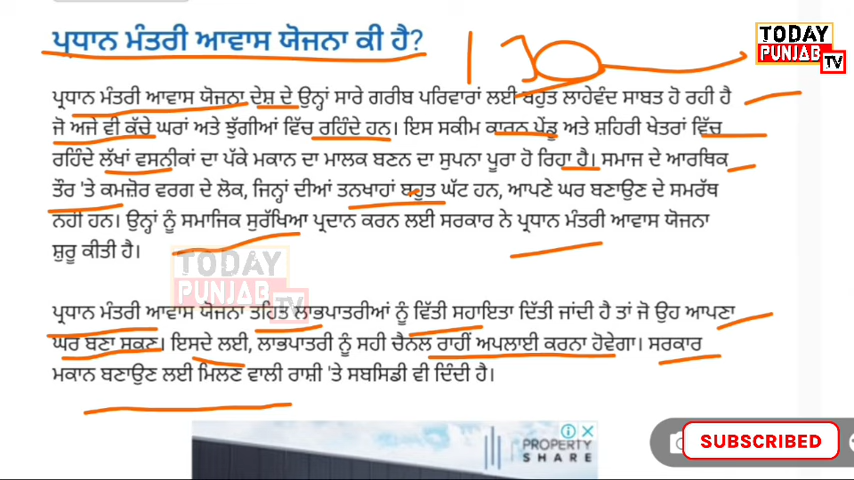 ਪ੍ਰਧਾਨ ਮੰਤਰੀ ਆਵਾਸ ਯੋਜਨਾ ਕੀ ਹੈ?
TODAY
PUNJAB
TV
ਪ੍ਰਧਾਨ ਮੰਤਰੀ ਆਵਾਸ ਯੋਜਨਾ ਦੇਸ਼ ਦੇ ਉਨ੍ਹਾਂ ਸਾਰੇ ਗਰੀਬ ਪਰਿਵਾਰਾਂ ਲਈ ਬਹੁਤ ਲਾਹੇਵੰਦ ਸਾਬਤ ਹੋ ਰਹੀ ਹੈ
ਜੋ ਅਜੇ ਵੀ ਕੱਚੇ ਘਰਾਂ ਅਤੇ ਝੁੱਗੀਆਂ ਵਿੱਚ ਰਹਿੰਦੇ ਹਨ। ਇਸ ਸਕੀਮ ਕਾਰਨ ਪੇਂਡੂ ਅਤੇ ਸ਼ਹਿਰੀ ਖੇਤਰਾਂ ਵਿੱਚ
ਰਹਿੰਦੇ ਲੱਖਾਂ ਵਸਨੀਕਾਂ ਦਾ ਪੱਕੇ ਮਕਾਨ ਦਾ ਮਾਲਕ ਬਣਨ ਦਾ ਸੁਪਨਾ ਪੂਰਾ ਹੋ ਰਿਹਾ ਹੈ। ਸਮਾਜ ਦੇ ਆਰਥਿਕ
ਤੌਰ 'ਤੇ ਕਮਜ਼ੋਰ ਵਰਗ ਦੇ ਲੋਕ, ਜਿਨ੍ਹਾਂ ਦੀਆਂ ਤਨਖਾਹਾਂ ਬਹੁਤ ਘੱਟ ਹਨ, ਆਪਣੇ ਘਰ ਬਣਾਉਣ ਦੇ ਸਮਰੱਥ
ਨਹੀਂ ਹਨ। ਉਨ੍ਹਾਂ ਨੂੰ ਸਮਾਜਿਕ ਸੁਰੱਖਿਆ ਪ੍ਰਦਾਨ ਕਰਨ ਲਈ ਸਰਕਾਰ ਨੇ ਪ੍ਰਧਾਨ ਮੰਤਰੀ ਆਵਾਸ ਯੋਜਨਾ
ਸ਼ੁਰੂ ਕੀਤੀ ਹੈ।
TODAY
PUNJAB
TV
ਪ੍ਰਧਾਨ ਮੰਤਰੀ ਆਵਾਸ ਯੋਜਨਾ ਤਹਿਤ ਲਾਭਪਾਤਰੀਆਂ ਨੂੰ ਵਿੱਤੀ ਸਹਾਇਤਾ ਦਿੱਤੀ ਜਾਂਦੀ ਹੈ ਤਾਂ ਜੋ ਉਹ ਆਪਣਾ
ਘਰ ਬਣਾ ਸਕਣ। ਇਸਦੇ ਲਈ, ਲਾਭਪਾਤਰੀ ਨੂੰ ਸਹੀ ਚੈਨਲ ਰਾਹੀਂ ਅਪਲਾਈ ਕਰਨਾ ਹੋਵੇਗਾ। ਸਰਕਾਰ
ਮਕਾਨ ਬਣਾਉਣ ਲਈ ਮਿਲਣ ਵਾਲੀ ਰਾਸ਼ੀ 'ਤੇ ਸਬਸਿਡੀ ਵੀ ਦਿੰਦੀ ਹੈ।
PROPERTY
SHARE
SUBSCRIBED